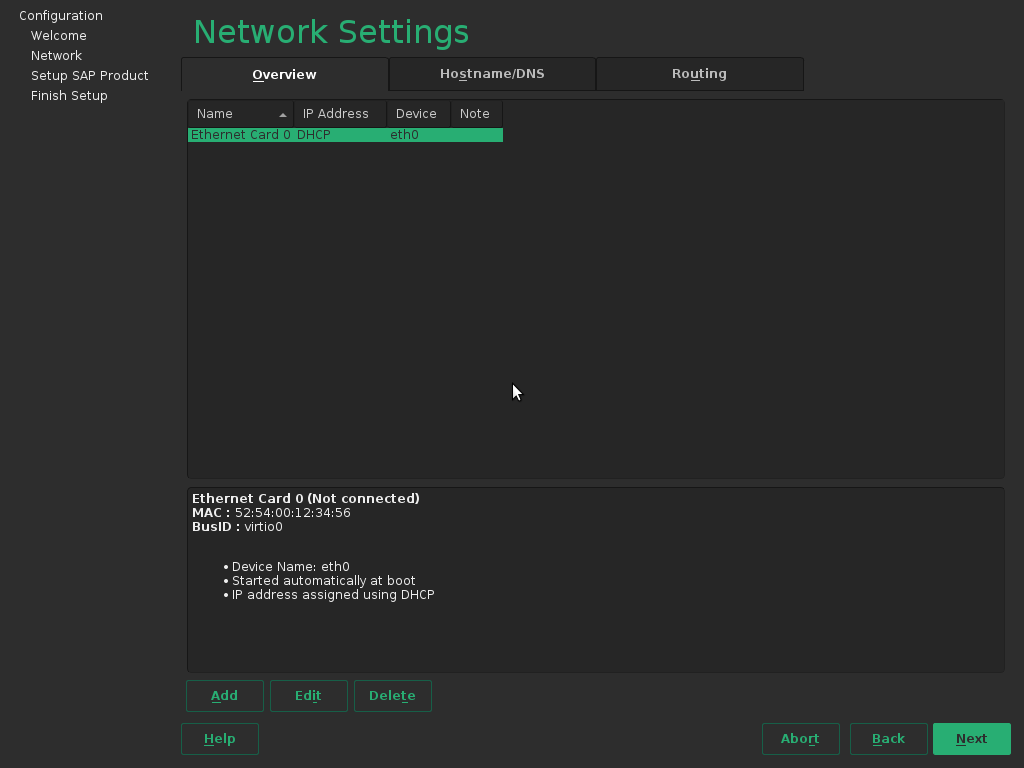 Configuration
Welcome
Network
Setup SAP Product
Finish Setup
Network Settings
Overview
Hostname/DNS
Routing
Name IP Address Device Note
Ethernet Card 0 DHCP eth0
Ethernet Card 0 (Not connected)
MAC : 52:54:00:12:34:56
BusID : virtio0
• Device Name: eth0
• Started automatically at boot
• IP address assigned using DHCP
Add Edit Delete
Help Abort Back Next